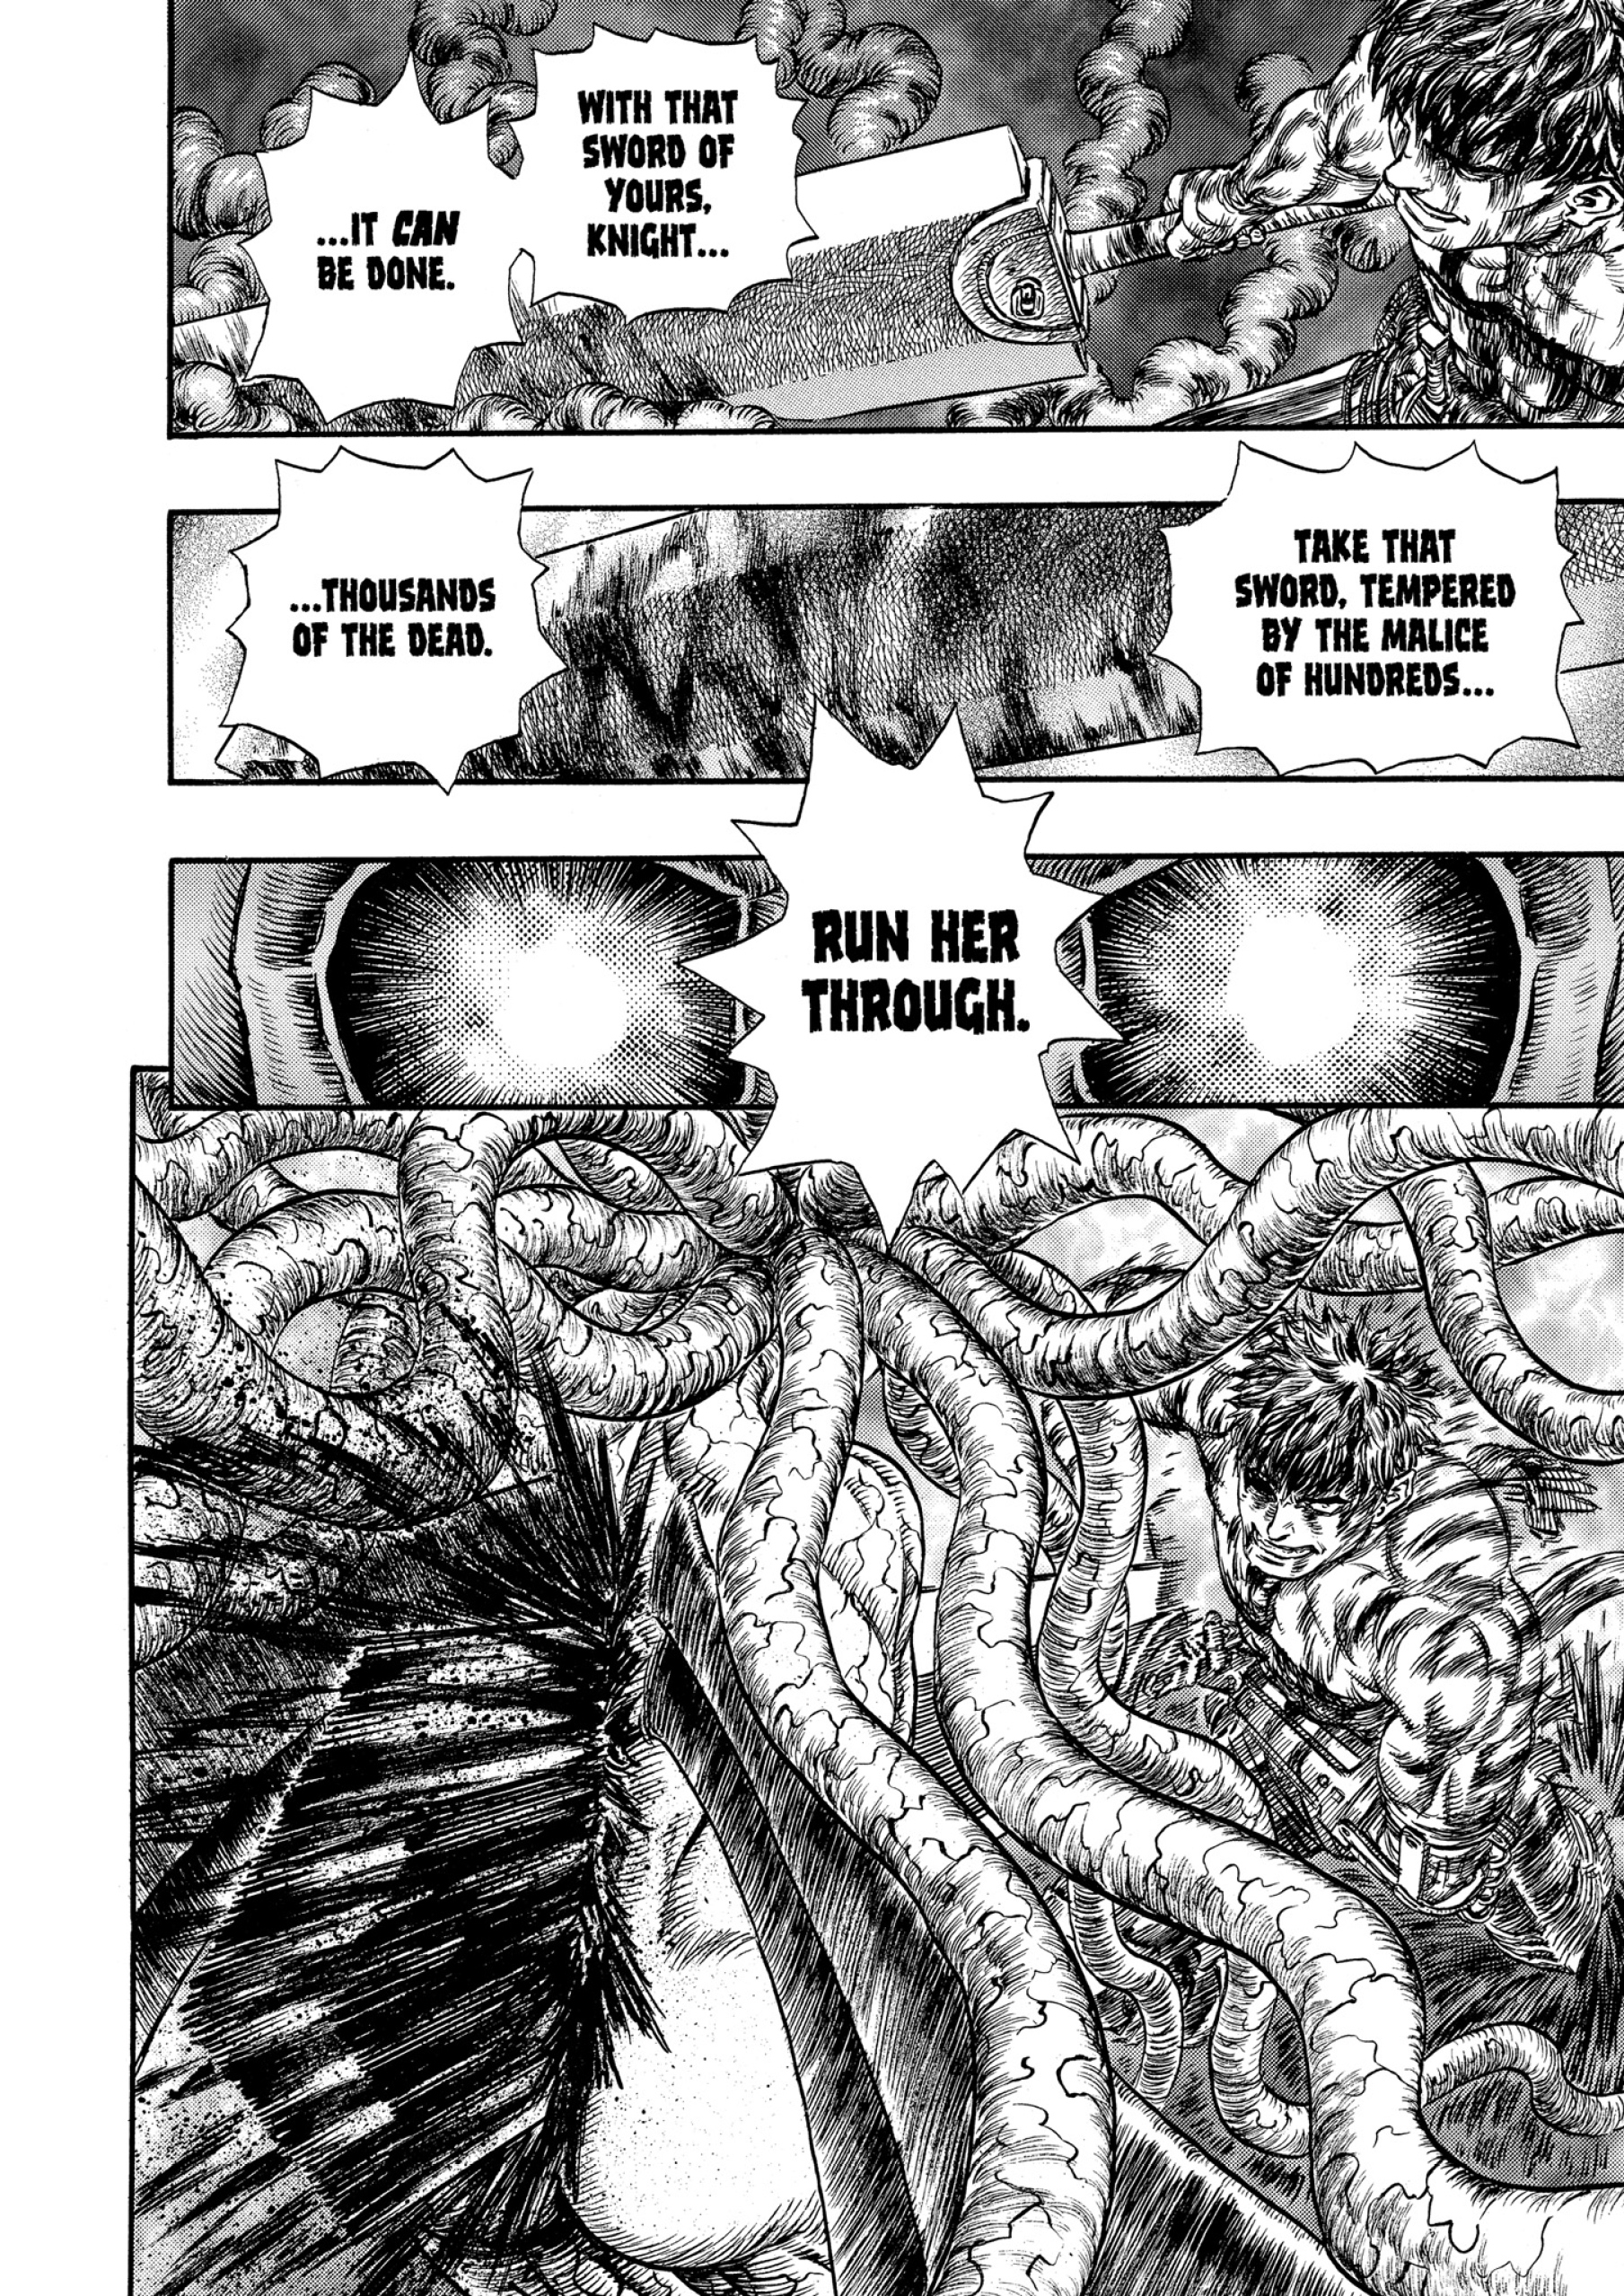 WITH THAT
SWORD OF
YOURS,
KNIGHT...
...IT CAN
BE DONE.
TAKE THAT
SWORD, TEMPERED
BY THE MALICE
OF HUNDREDS...
...THOUSANDS
OF THE DEAD.
RUN HER
THROUGH.